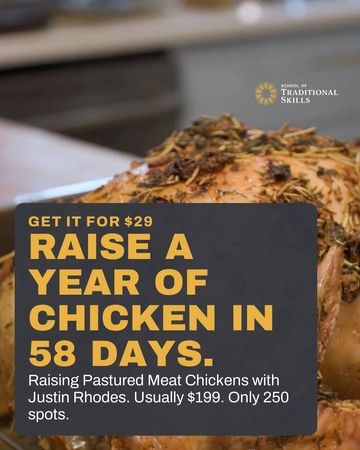 SCHOOL OF
TRADITIONAL
SKILLS
GET IT FOR $29
RAISE A
YEAR OF
CHICKEN IN
58 DAYS.
Raising Pastured Meat Chickens with
Justin Rhodes. Usually $199. Only 250
spots.